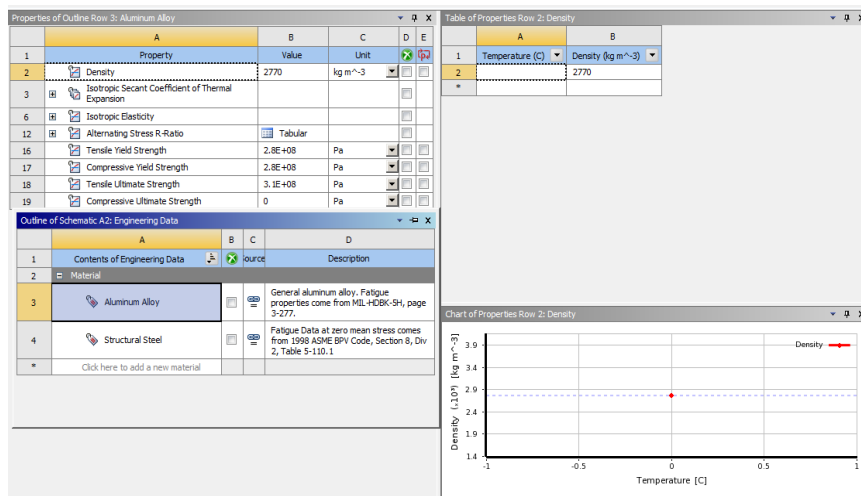 Properties of Outline Row 3: Aluminum Alloy
A B C D E
1 Property Value Unit
2 Density 2770 kg m^-3
3 Isotropic Secant Coefficient of Thermal
Expansion
6 Isotropic Elasticity
12 Alternating Stress R-Ratio Tabular
16 Tensile Yield Strength 2.8E+08 Pa
17 Compressive Yield Strength 2.8E+08 Pa
18 Tensile Ultimate Strength 3.1E+08 Pa
19 Compressive Ultimate Strength 0 Pa
Outline of Schematic A2: Engineering Data
A B C D
1 Contents of Engineering Data ource Description
2 Material
3 Aluminum Alloy General aluminum alloy. Fatigue
properties come from MIL-HDBK-5H, page
3-277.
4 Structural Steel Fatigue Data at zero mean stress comes
from 1998 ASME BPV Code, Section 8, Div
2, Table 5-110.1
* Click here to add a new material
Table of Properties Row 2: Density
A B
1 Temperature (C) Density (kg m^-3)
2 2770
*
Chart of Properties Row 2: Density
Density (x10³) [kg m^-3]
3.9
3.4
2.9
2.4
1.9
1.4
Density
-1 -0.5 0 0.5 1
Temperature [C]